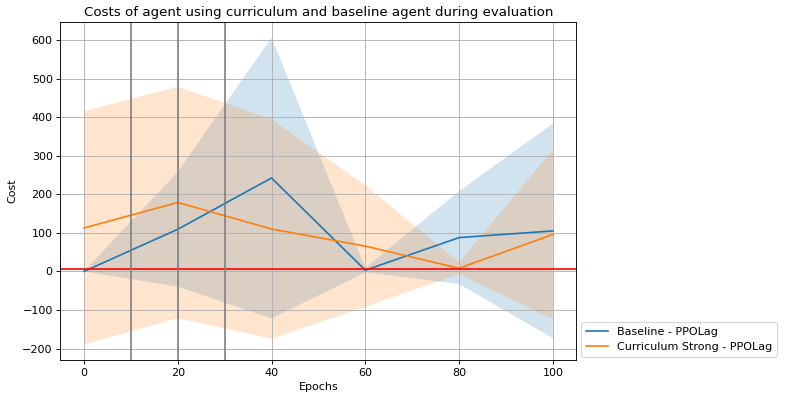 Costs of agent using curriculum and baseline agent during evaluation
600
500
400
300
200
100
0
−100
−200
Cost
0 20 40 60 80 100
Epochs
Baseline - PPOLag
Curriculum Strong - PPOLag